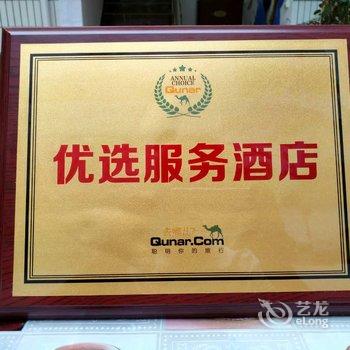 ANNUAL
CHOICE
Qunar
优选服务酒店
去哪儿?
Qunar.Com
聪明你的旅行
艺龙
eLong